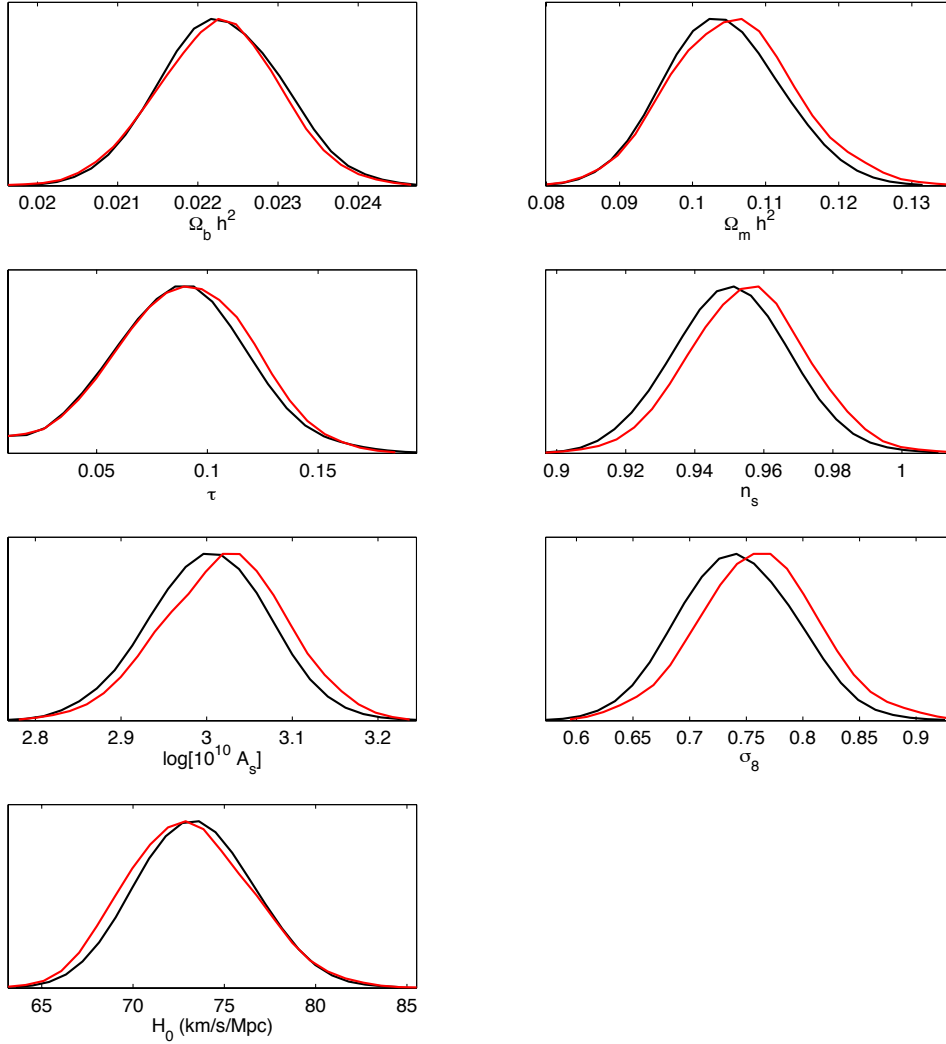 0.02 0.021 0.022 0.023 0.024
Ω_b h^2
0.08 0.09 0.1 0.11 0.12 0.13
Ω_m h^2
0.05 0.1 0.15
τ
0.9 0.92 0.94 0.96 0.98 1
n_s
2.8 2.9 3 3.1 3.2
log[10^10 A_s]
0.6 0.65 0.7 0.75 0.8 0.85 0.9
σ_8
65 70 75 80 85
H_0 (km/s/Mpc)